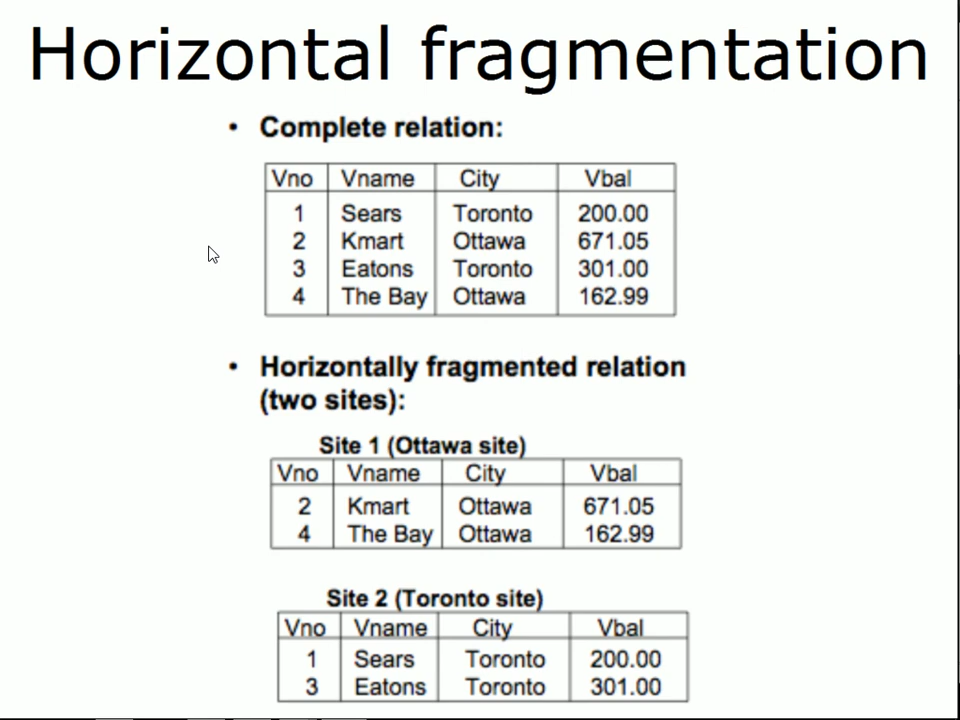 Horizontal fragmentation
• Complete relation:
Vno Vname City Vbal
1 Sears Toronto 200.00
2 Kmart Ottawa 671.05
3 Eatons Toronto 301.00
4 The Bay Ottawa 162.99
• Horizontally fragmented relation
(two sites):
Site 1 (Ottawa site)
Vno Vname City Vbal
2 Kmart Ottawa 671.05
4 The Bay Ottawa 162.99
Site 2 (Toronto site)
Vno Vname City Vbal
1 Sears Toronto 200.00
3 Eatons Toronto 301.00